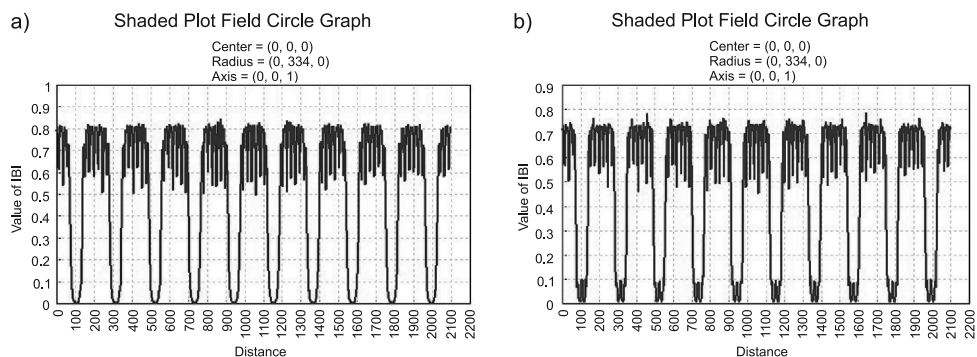 a)
Shaded Plot Field Circle Graph
Center = (0, 0, 0)
Radius = (0, 334, 0)
Axis = (0, 0, 1)
Value of IBI
1
0.9
0.8
0.7
0.6
0.5
0.4
0.3
0.2
0.1
0
0 100 200 300 400 500 600 700 800 900 1000 1100 1200 1300 1400 1500 1600 1700 1800 1900 2000 2100 2200
Distance
b)
Shaded Plot Field Circle Graph
Center = (0, 0, 0)
Radius = (0, 334, 0)
Axis = (0, 0, 1)
Value of IBI
0.9
0.8
0.7
0.6
0.5
0.4
0.3
0.2
0.1
0
0 100 200 300 400 500 600 700 800 900 1000 1100 1200 1300 1400 1500 1600 1700 1800 1900 2000 2100 2200
Distance